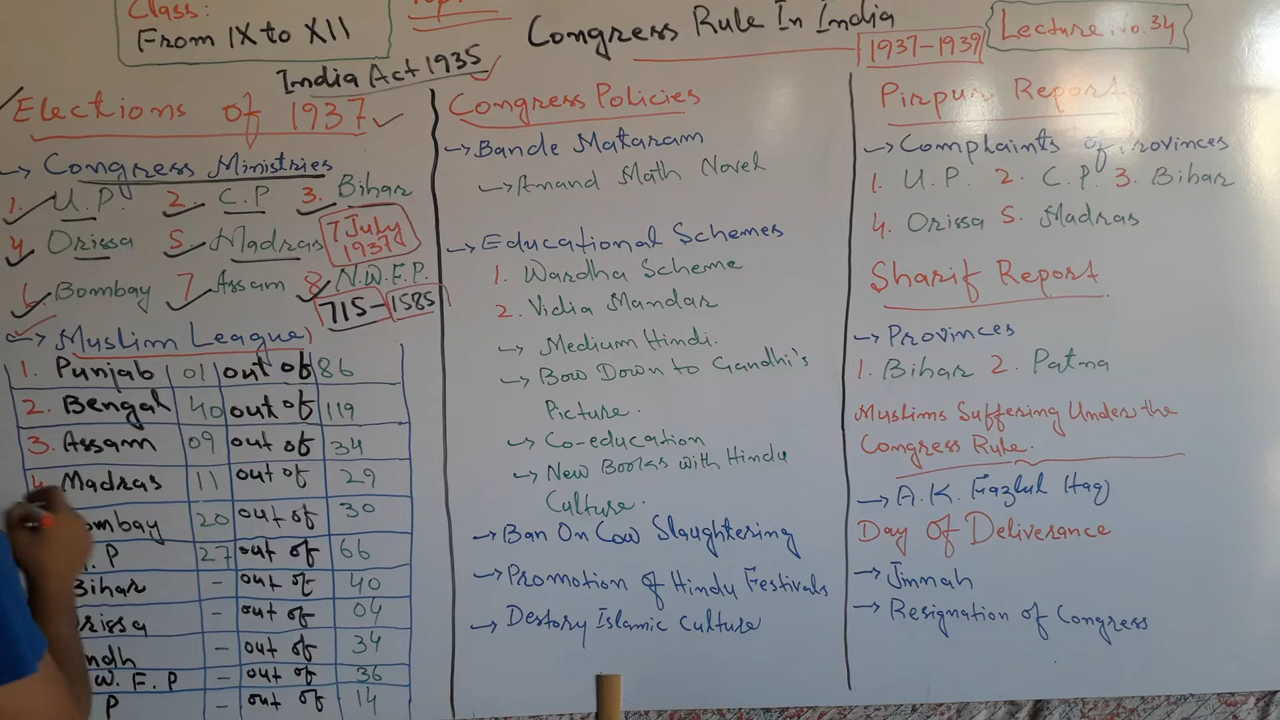 Class:
From IX to XII
Congress Rule In India
1937-1939
Lecture No. 34
India Act 1935
Elections of 1937
→ Congress Ministries
1. U.P. 2. C.P 3. Bihar
4 Orissa 5. Madras
7 July
1937
6 Bombay 7 Assam 8 N.W.F.P.
715-1585
→ Muslim League
1. Punjab 01 out of 86
2. Bengal 40 out of 119
3. Assam 09 out of 34
4. Madras 11 out of 29
ombay 20 out of 30
P 27 out of 66
Bihar - out of 40
rissa - out of 04
ndh - out of 34
W.F.P - out of 36
P - out of 14
Congress Policies
→ Bande Mataram
→ Anand Math Novel
→ Educational Schemes
1. Wardha Scheme
2. Vidia Mandar
→ Medium Hindi.
→ Bow Down to Gandhi's
Picture.
→ Co-education
→ New Books with Hindu
Culture.
→ Ban On Cow Slaughtering
→ Promotion of Hindu Festivals
→ Destory Islamic Culture
Pirpur Report
→ Complaints of Provinces
1. U.P. 2. C.P. 3. Bihar
4. Orissa 5. Madras
Sharif Report
→ Provinces
1. Bihar 2. Patna
Muslims Suffering Under the
Congress Rule.
→ A.K. Fazlul Haq
Day Of Deliverance
→ Jinnah
→ Resignation of Congress